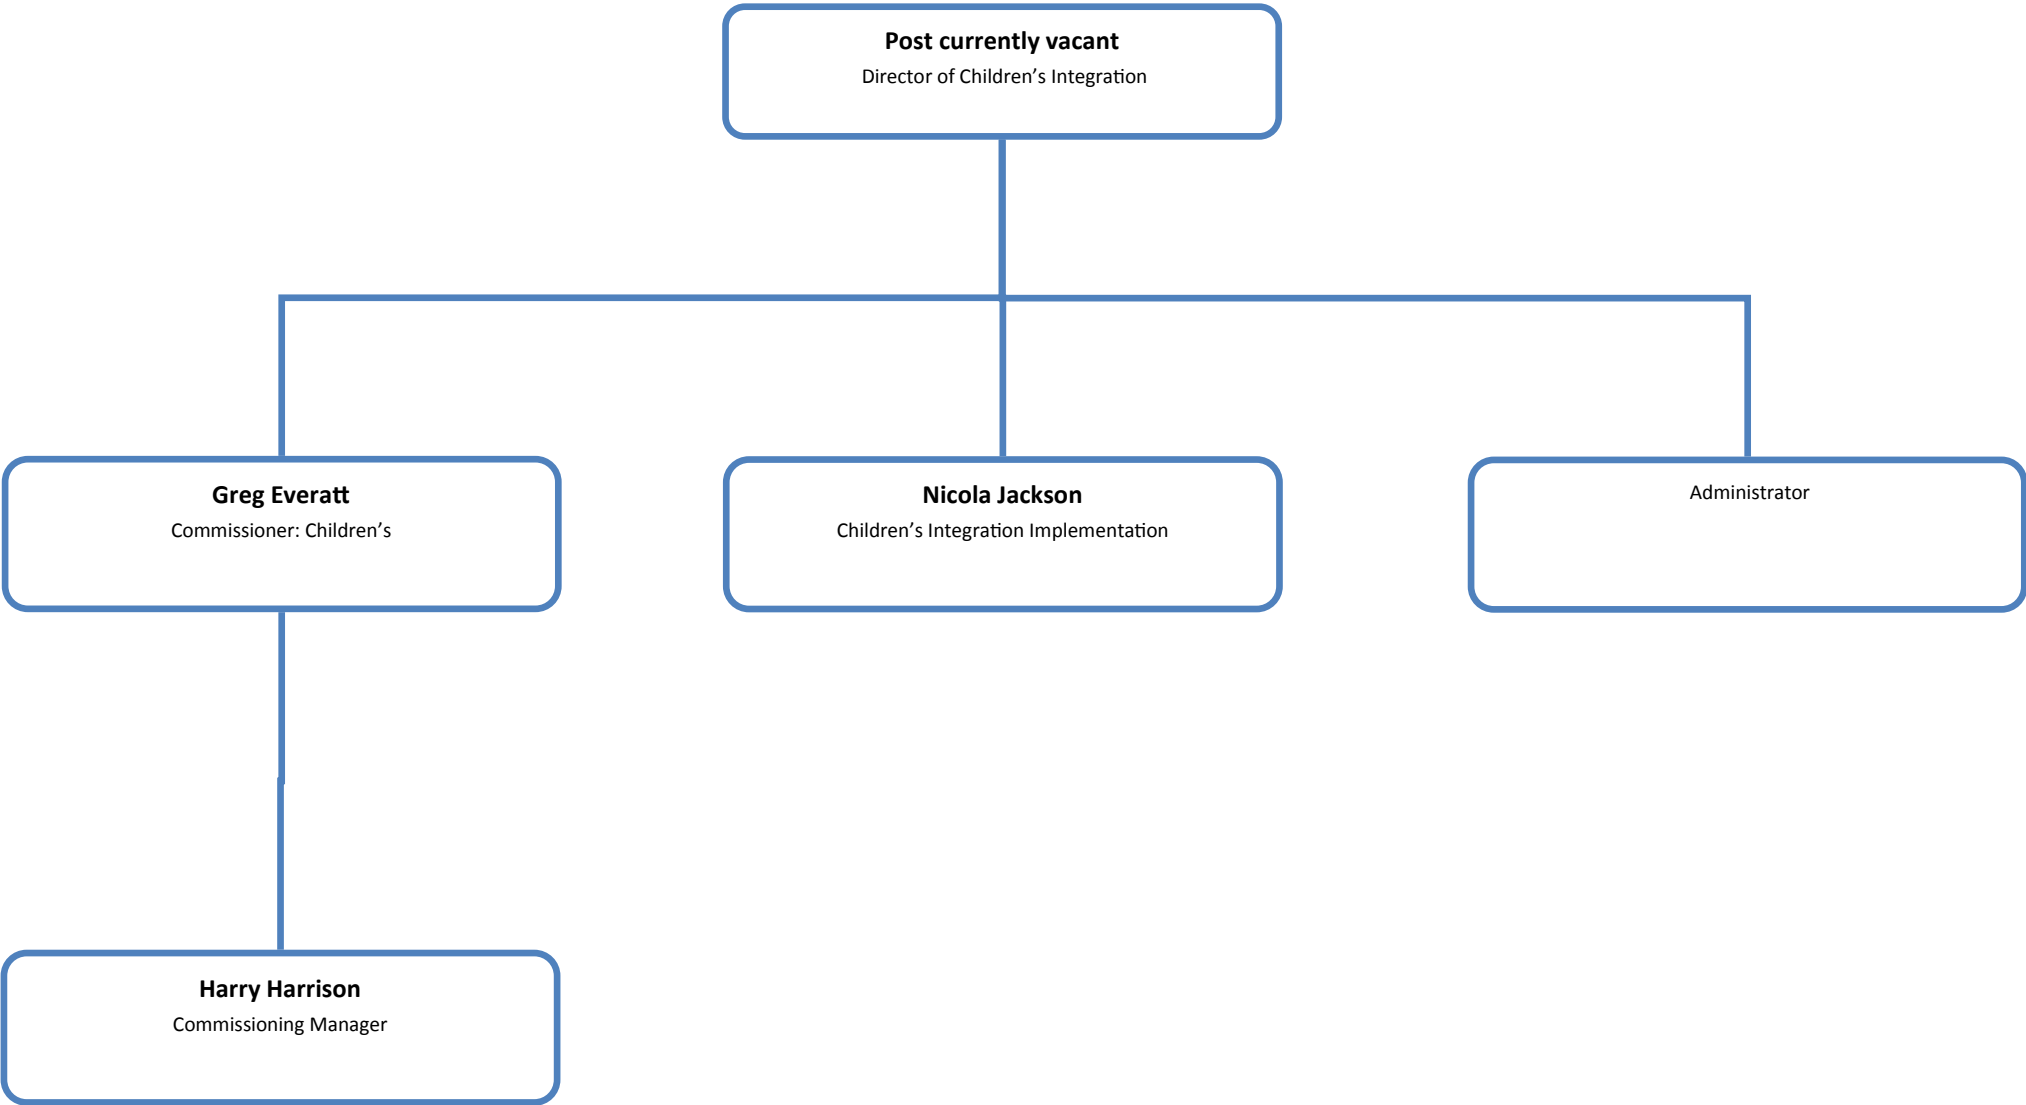 Post currently vacant
Director of Children’s Integration
Greg Everatt
Commissioner: Children’s
Nicola Jackson
Children’s Integration Implementation
Administrator
Harry Harrison
Commissioning Manager